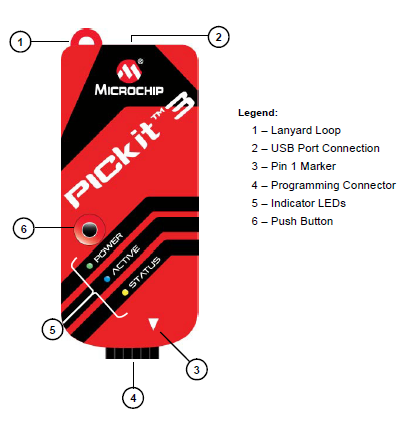 1
2
MICROCHIP
®
PICkit™ 3
Legend:
1 – Lanyard Loop
2 – USB Port Connection
3 – Pin 1 Marker
4 – Programming Connector
5 – Indicator LEDs
6 – Push Button
6
POWER
ACTIVE
STATUS
5
3
4